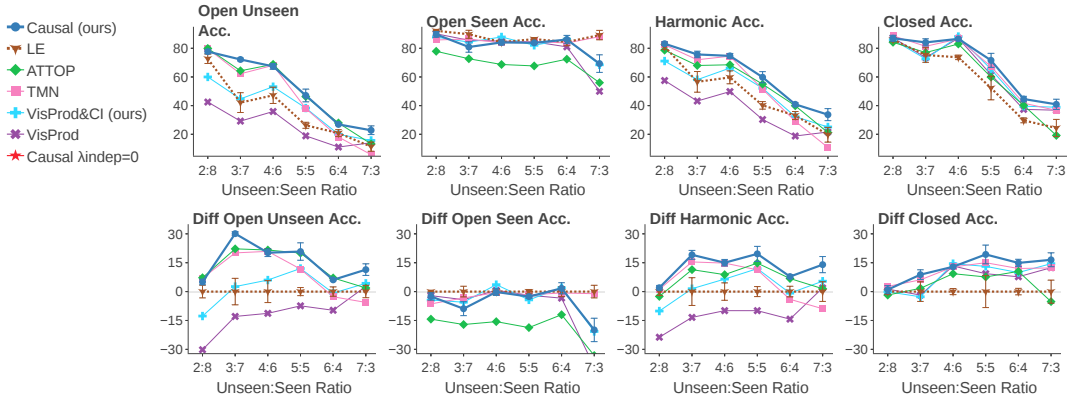 Causal (ours)
LE
ATTOP
TMN
VisProd&CI (ours)
VisProd
Causal λindep=0
Open Unseen
Acc.
80
60
40
20
2:8 3:7 4:6 5:5 6:4 7:3
Unseen:Seen Ratio
Open Seen Acc.
80
60
40
20
2:8 3:7 4:6 5:5 6:4 7:3
Unseen:Seen Ratio
Harmonic Acc.
80
60
40
20
2:8 3:7 4:6 5:5 6:4 7:3
Unseen:Seen Ratio
Closed Acc.
80
60
40
20
2:8 3:7 4:6 5:5 6:4 7:3
Unseen:Seen Ratio
Diff Open Unseen Acc.
30
15
0
−15
−30
2:8 3:7 4:6 5:5 6:4 7:3
Unseen:Seen Ratio
Diff Open Seen Acc.
30
15
0
−15
−30
2:8 3:7 4:6 5:5 6:4 7:3
Unseen:Seen Ratio
Diff Harmonic Acc.
30
15
0
−15
−30
2:8 3:7 4:6 5:5 6:4 7:3
Unseen:Seen Ratio
Diff Closed Acc.
30
15
0
−15
−30
2:8 3:7 4:6 5:5 6:4 7:3
Unseen:Seen Ratio